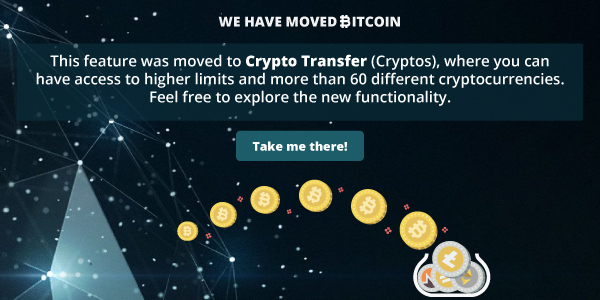 WE HAVE MOVED ₿ITCOIN
This feature was moved to Crypto Transfer (Cryptos), where you can
have access to higher limits and more than 60 different cryptocurrencies.
Feel free to explore the new functionality.
Take me there!